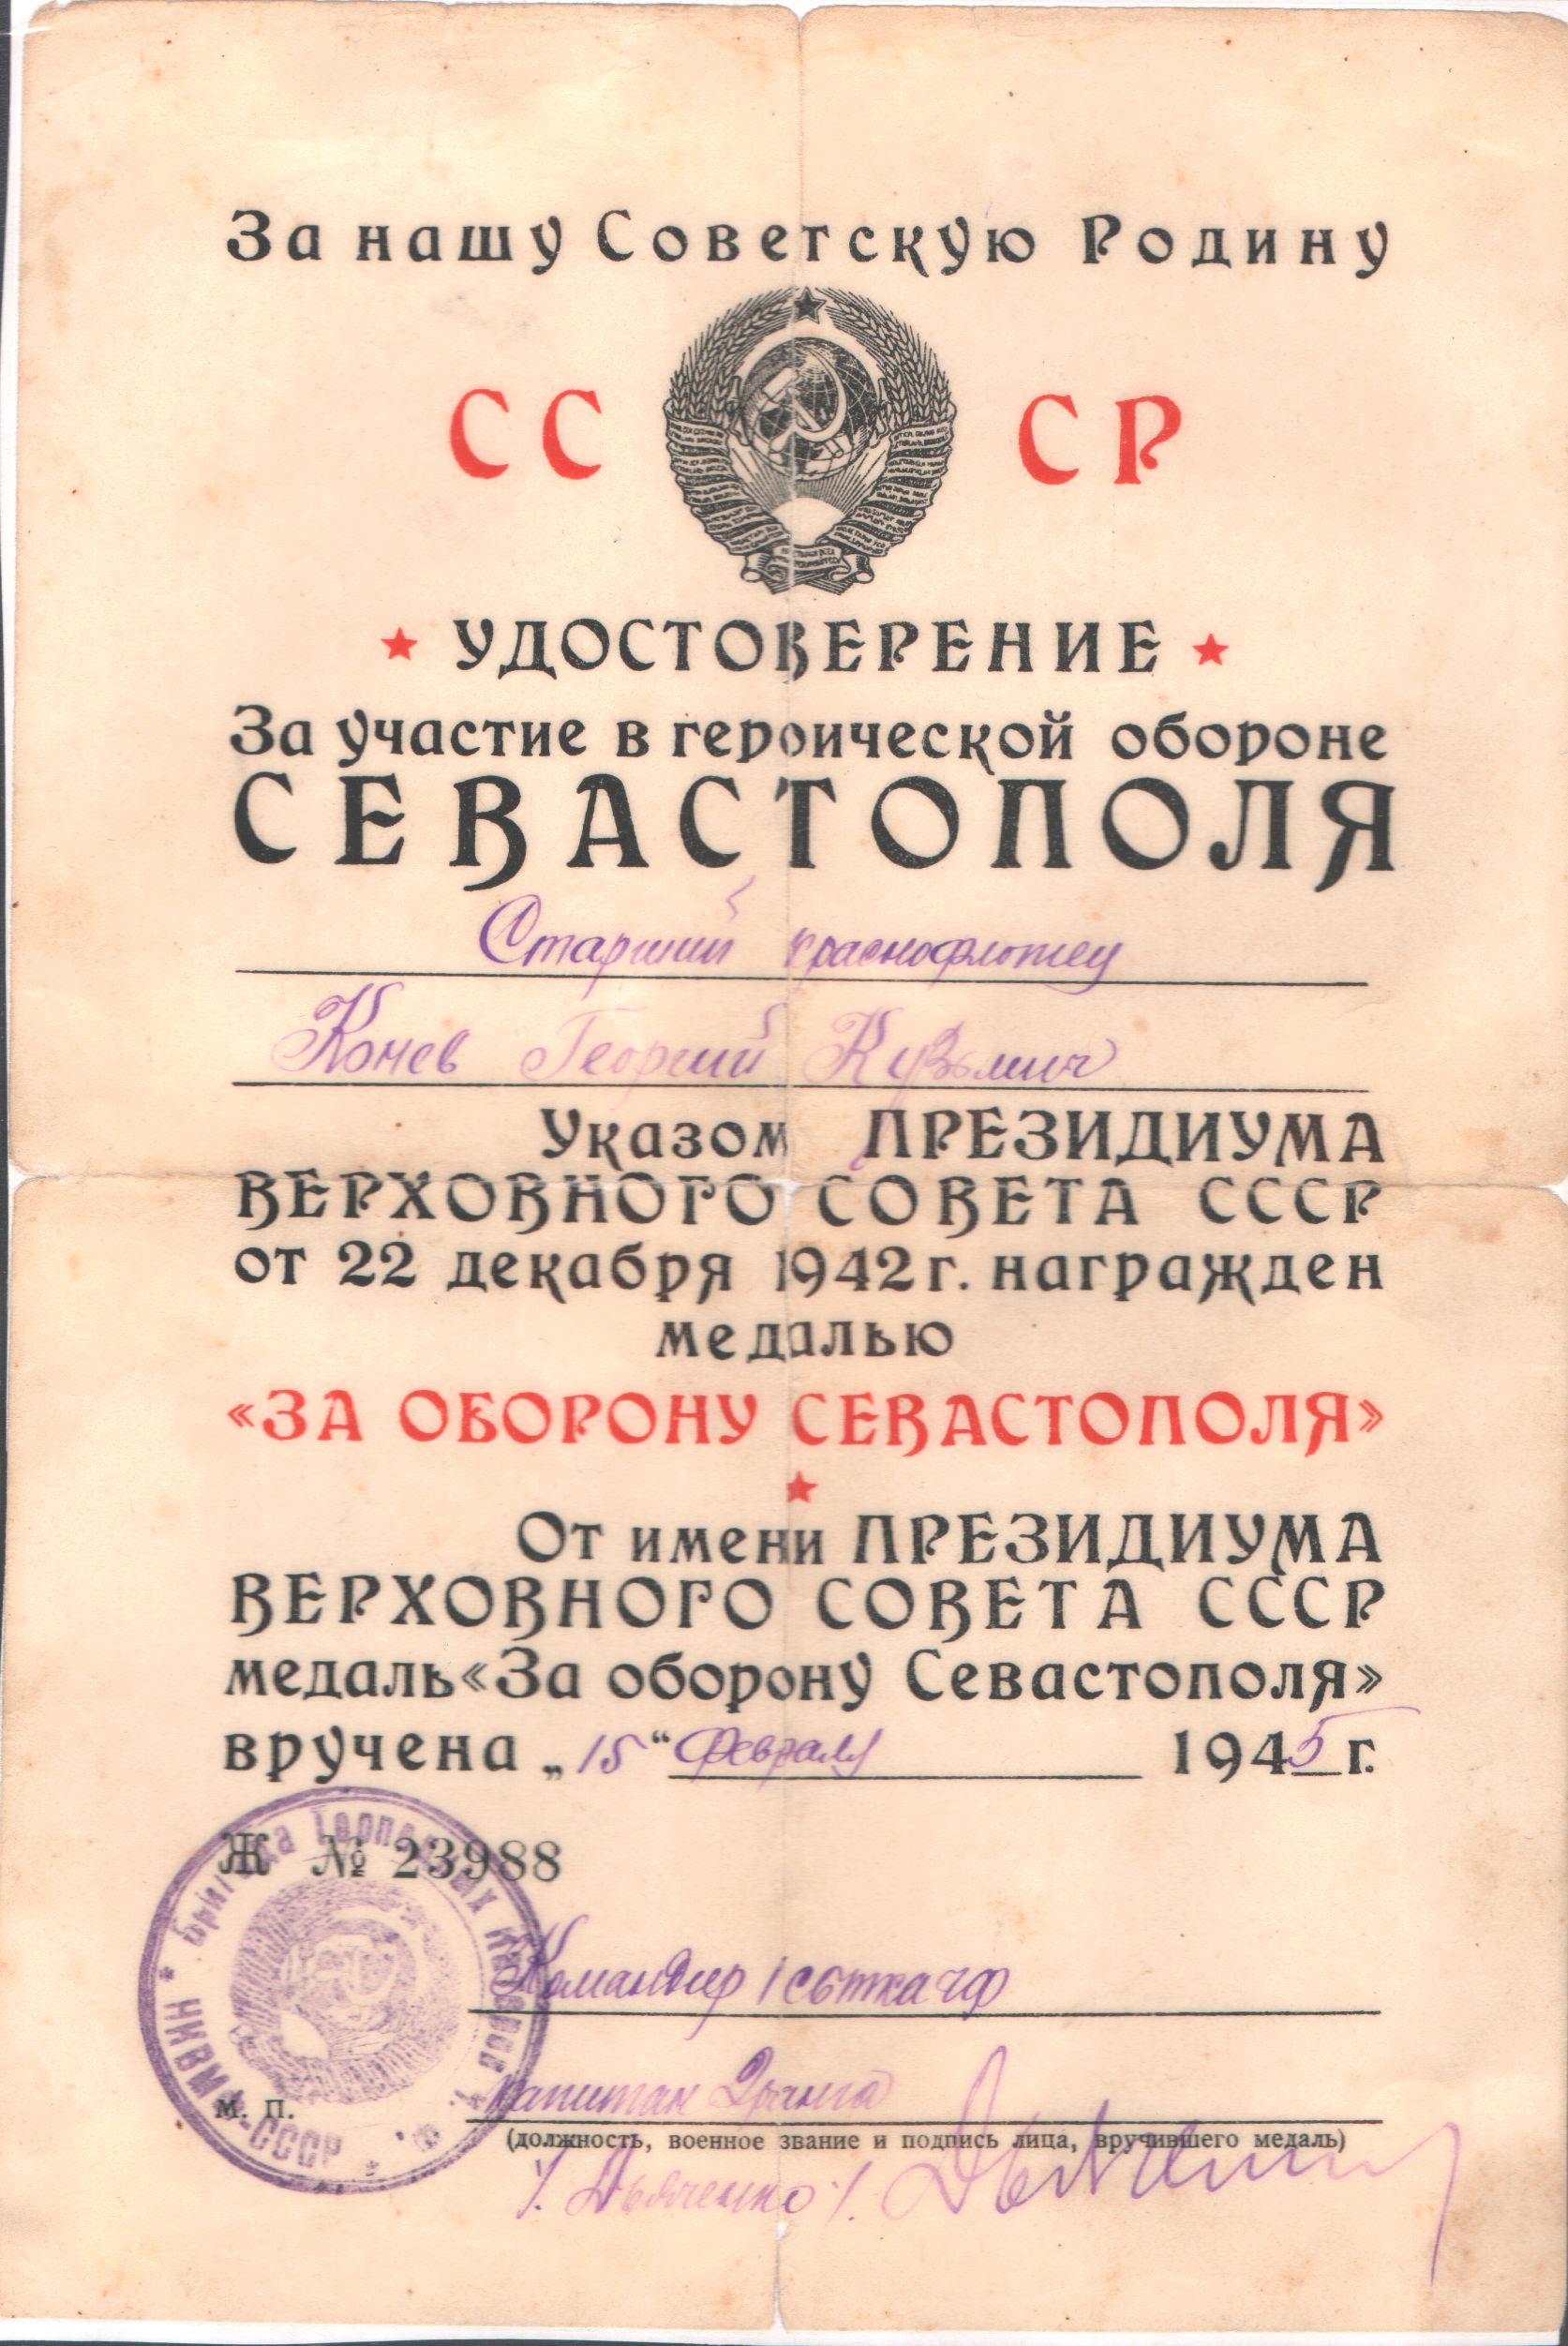 За нашу Советскую Родину
СС СР
УДОСТОВЕРЕНИЕ
За участие в героической обороне
СЕВАСТОПОЛЯ
Старший краснофлотец
Конев Георгий Кузьмич
Указом ПРЕЗИДИУМА
ВЕРХОВНОГО СОВЕТА СССР
от 22 декабря 1942 г. награжден
медалью
«ЗА ОБОРОНУ СЕВАСТОПОЛЯ»
От имени ПРЕЗИДИУМА
ВЕРХОВНОГО СОВЕТА СССР
медаль «За оборону Севастополя»
вручена „15“ февраля 1945 г.
Ж № 23988
Бригада Торпедных Катеров
НКВМФ-СССР
Командир 1 сбтка чф
м. п.
капитан 2 ранга
(должность, военное звание и подпись лица, вручившего медаль)
/. Дьяченко ./.